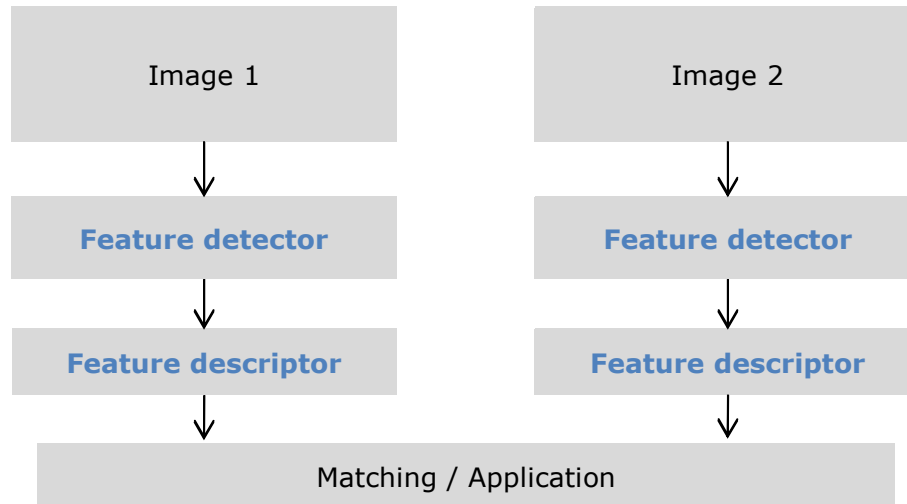 Image 1
Image 2
Feature detector
Feature detector
Feature descriptor
Feature descriptor
Matching / Application